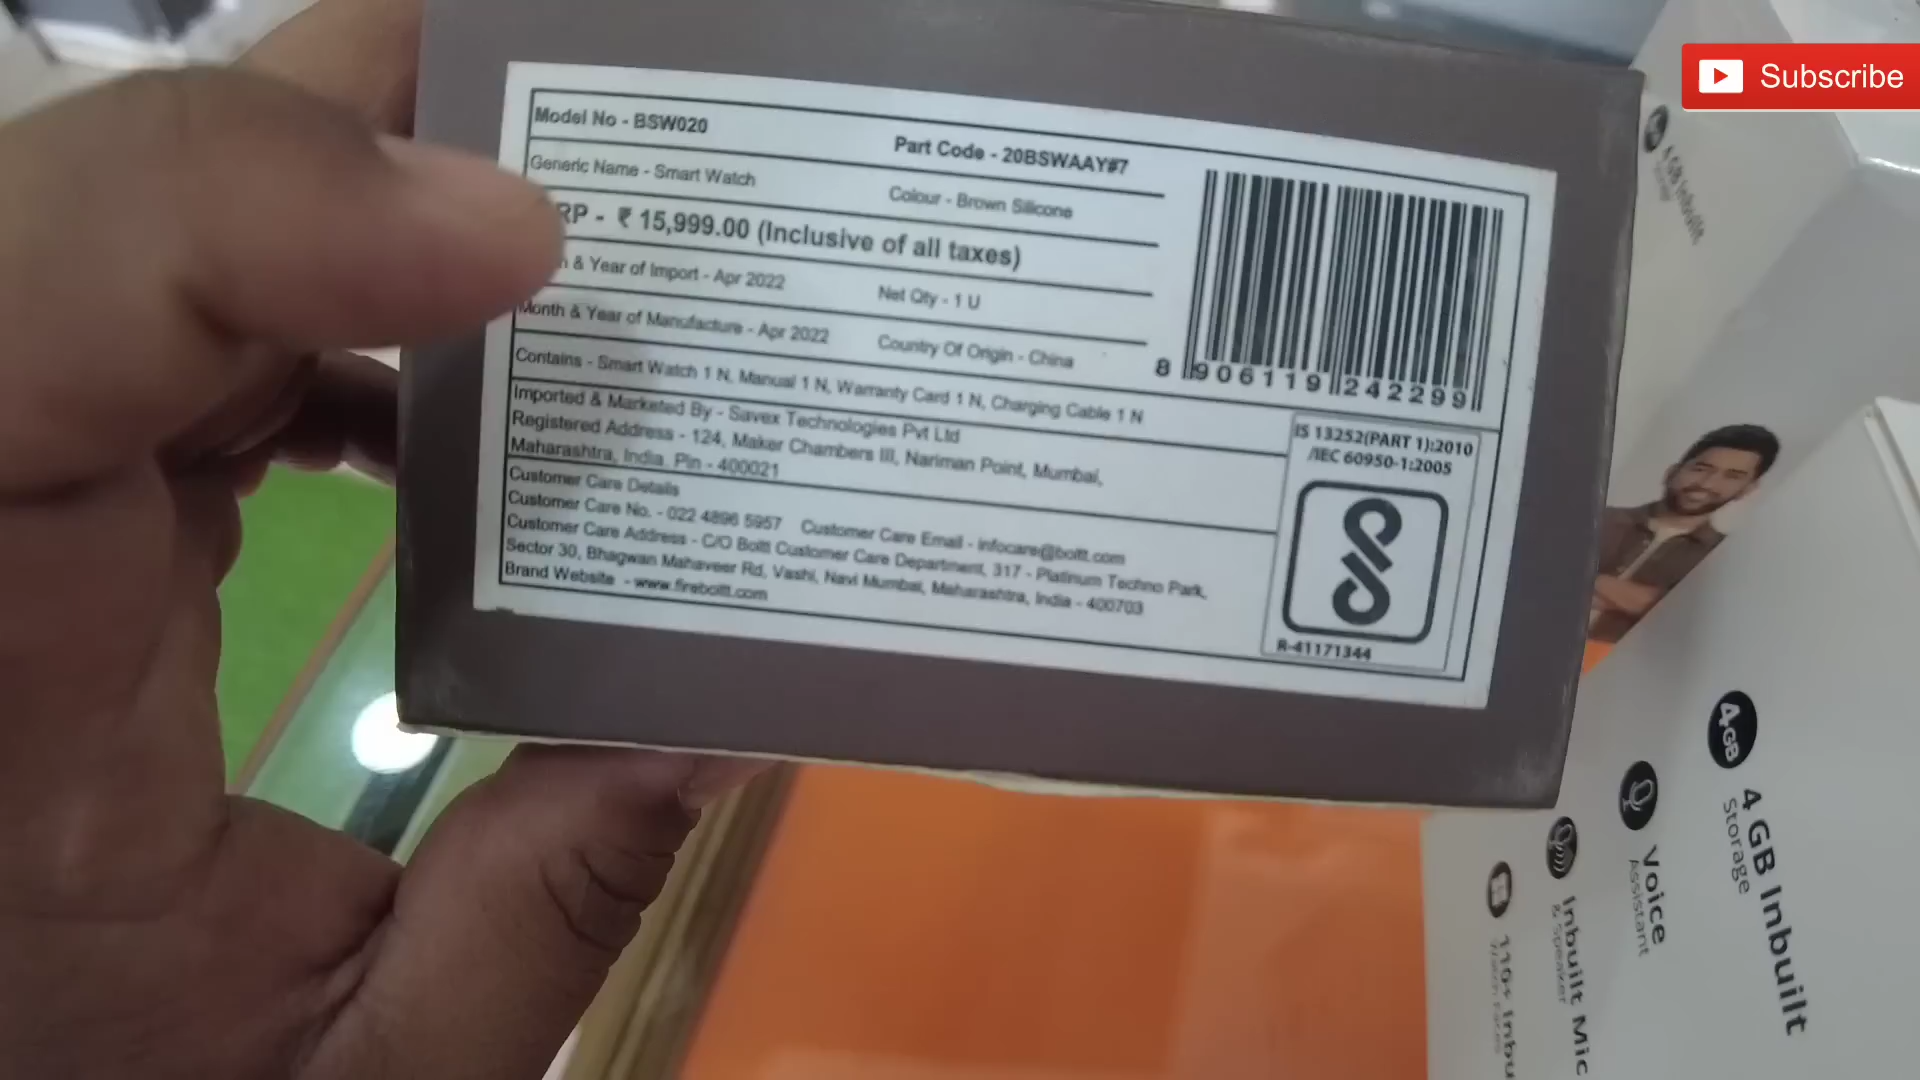 Subscribe
Model No - BSW020
Part Code - 20BSWAAY#7
Generic Name - Smart Watch
Colour - Brown Silicone
RP - ₹ 15,999.00 (Inclusive of all taxes)
& Year of Import - Apr 2022
Net Qty - 1 U
Month & Year of Manufacture - Apr 2022
Country Of Origin - China
Contains - Smart Watch 1 N, Manual 1 N, Warranty Card 1 N, Charging Cable 1 N
Imported & Marketed By - Savex Technologies Pvt Ltd
Registered Address - 124, Maker Chambers III, Nariman Point, Mumbai,
Maharashtra, India. Pin - 400021
Customer Care Details
Customer Care No. - 022 4896 5957 Customer Care Email - infocare@boltt.com
Customer Care Address - C/O Boltt Customer Care Department, 317 - Platinum Techno Park,
Sector 30, Bhagwan Mahaveer Rd, Vashi, Navi Mumbai, Maharashtra, India - 400703
Brand Website - www.fireboltt.com
8 906119 242299
IS 13252(PART 1):2010
/IEC 60950-1:2005
R-41171344
4 GB Inbuilt
4GB
4 GB Inbuilt
Storage
Voice
Assistant
Inbuilt Mic
& Speaker
110+ Inbu